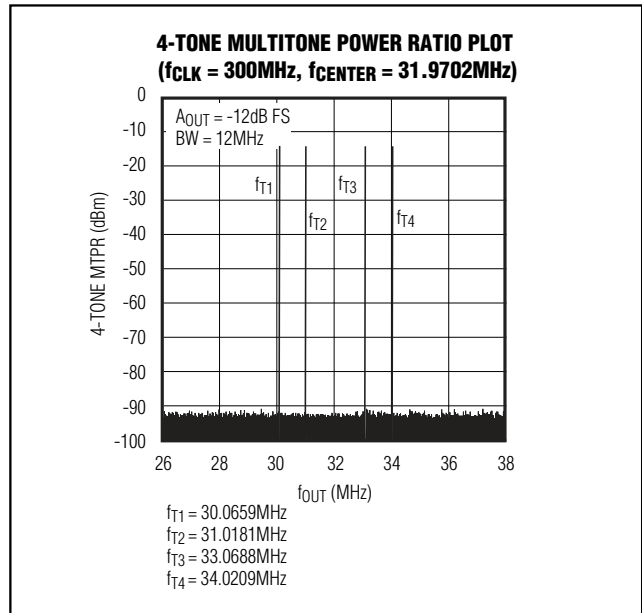 4-TONE MULTITONE POWER RATIO PLOT
(fCLK = 300MHz, fCENTER = 31.9702MHz)
AOUT = -12dB FS
BW = 12MHz
fT1
fT2
fT3
fT4
4-TONE MTPR (dBm)
0
-10
-20
-30
-40
-50
-60
-70
-80
-90
-100
26 28 30 32 34 36 38
fOUT (MHz)
fT1 = 30.0659MHz
fT2 = 31.0181MHz
fT3 = 33.0688MHz
fT4 = 34.0209MHz